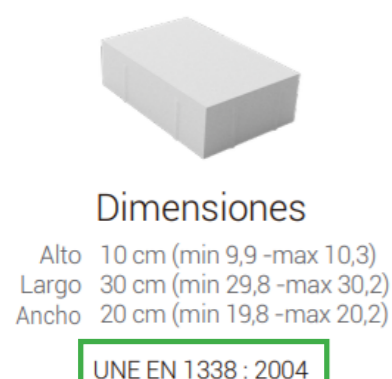 Dimensiones
Alto 10 cm (min 9,9 -max 10,3)
Largo 30 cm (min 29,8 -max 30,2)
Ancho 20 cm (min 19,8 -max 20,2)
UNE EN 1338 : 2004